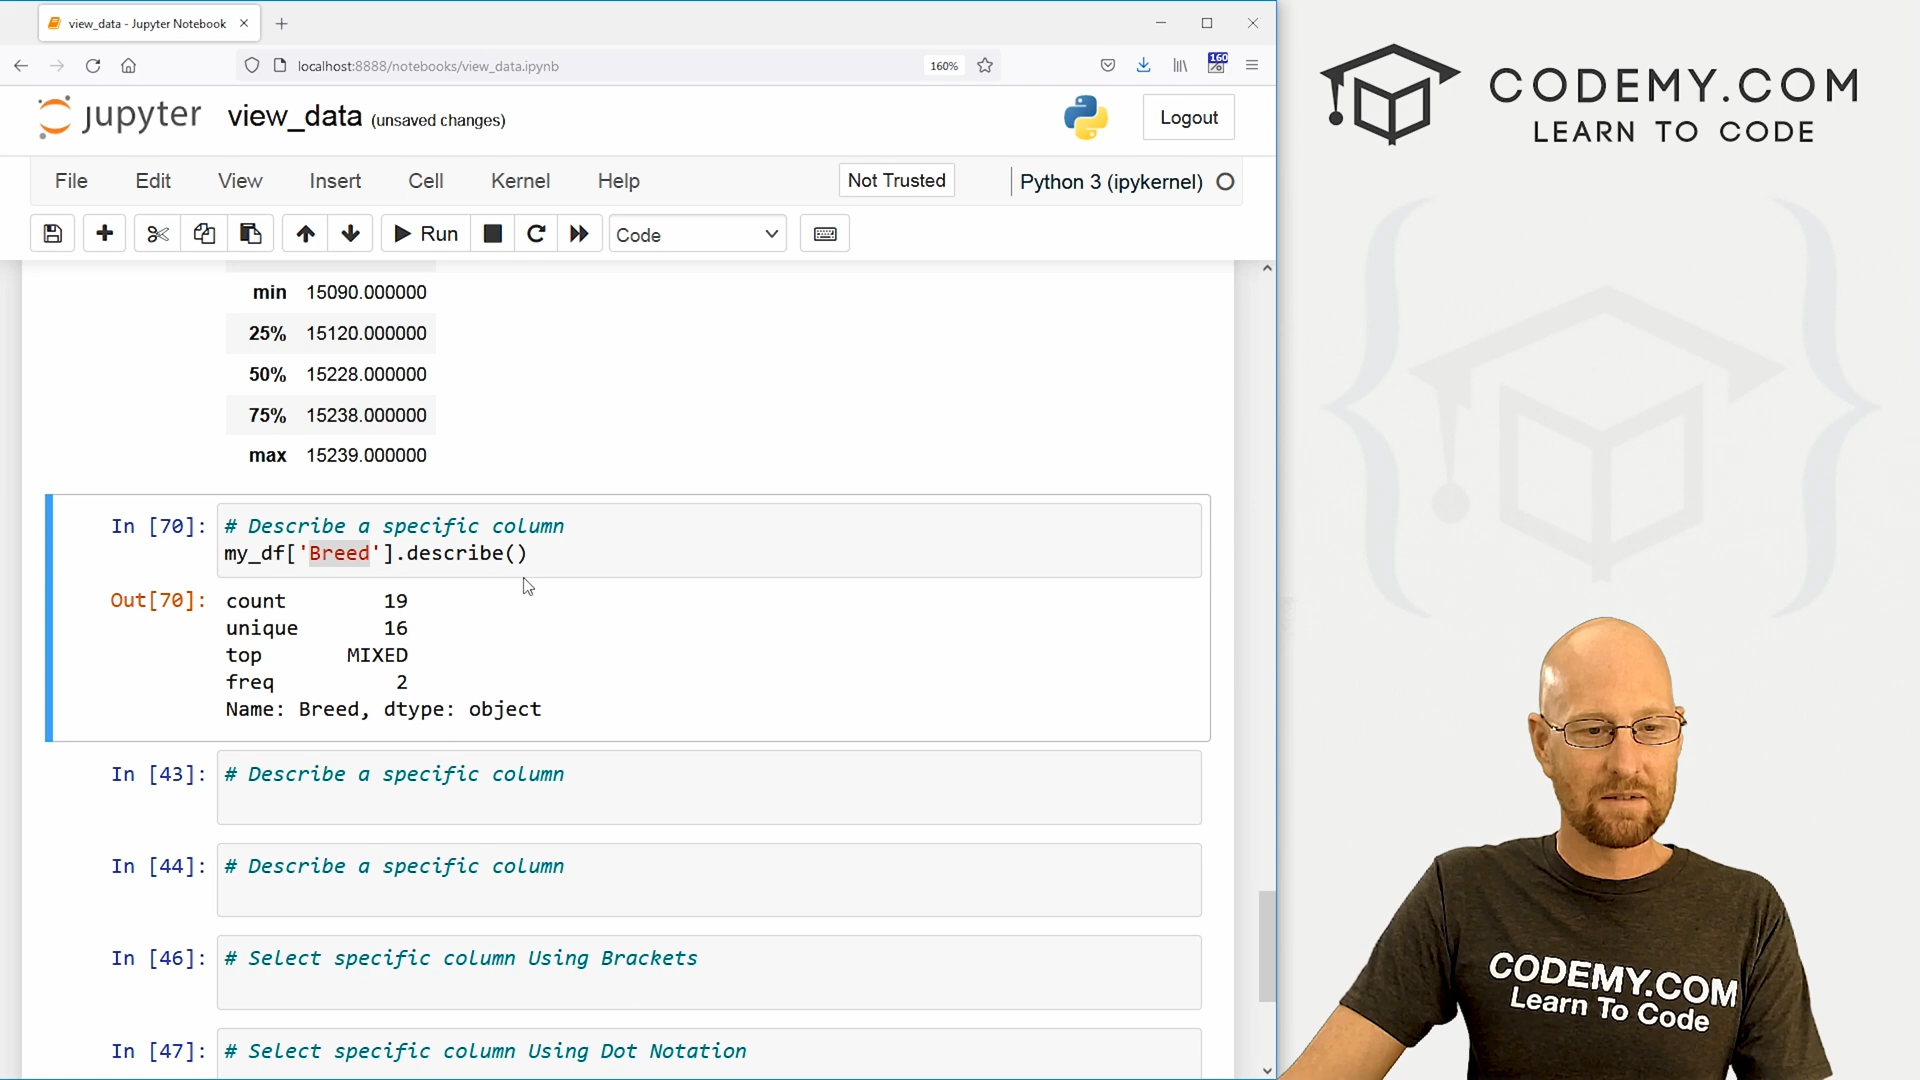 view_data - Jupyter Notebook
localhost:8888/notebooks/view_data.ipynb
160%
160
jupyter
view_data (unsaved changes)
Logout
File Edit View Insert Cell Kernel Help
Not Trusted
Python 3 (ipykernel)
Run
Code
min 15090.000000
25% 15120.000000
50% 15228.000000
75% 15238.000000
max 15239.000000
In [70]: # Describe a specific column
my_df['Breed'].describe()
Out[70]: count 19
unique 16
top MIXED
freq 2
Name: Breed, dtype: object
In [43]: # Describe a specific column
In [44]: # Describe a specific column
In [46]: # Select specific column Using Brackets
In [47]: # Select specific column Using Dot Notation
CODEMY.COM
LEARN TO CODE
CODEMY.COM
Learn To Code